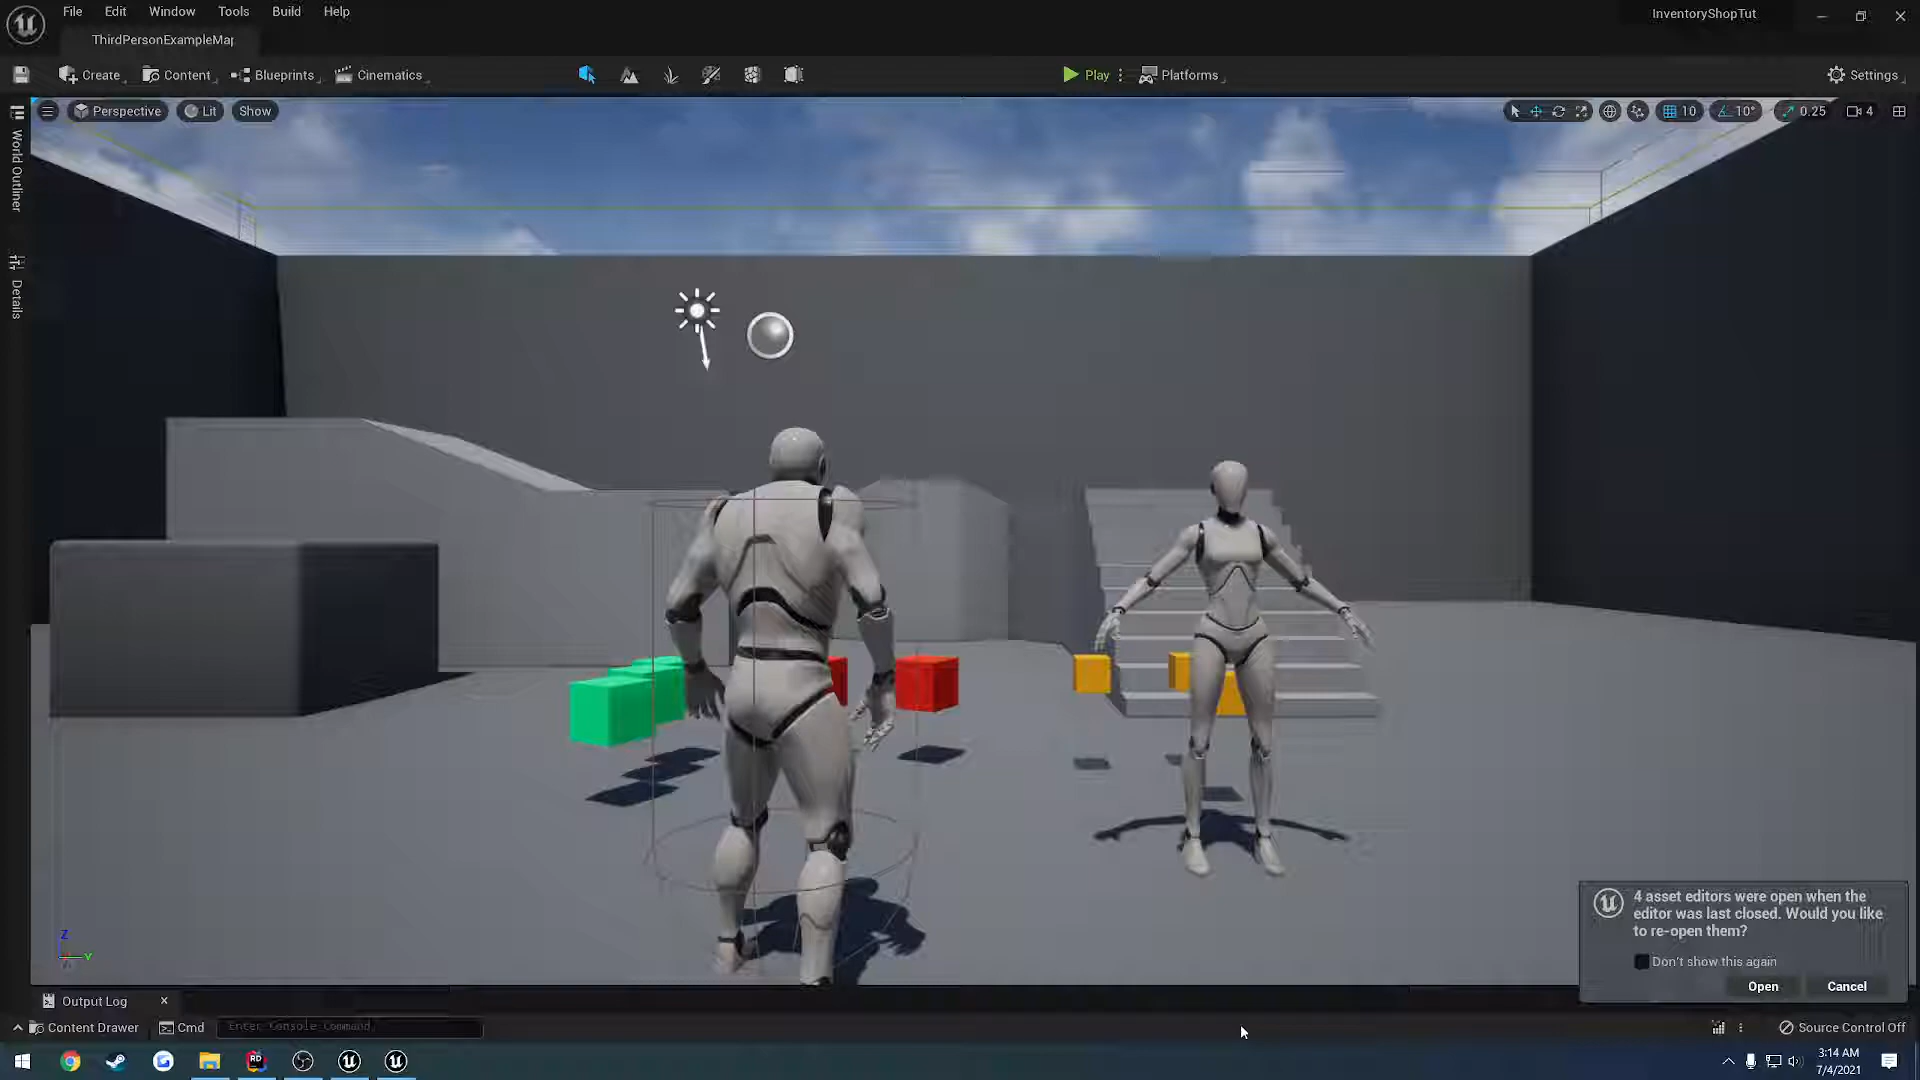 File Edit Window Tools Build Help
InventoryShopTut
ThirdPersonExampleMap
Create Content Blueprints Cinematics
Play Platforms
Settings
Perspective Lit Show
10 10° 0.25 4
World Outliner
Details
Z
Y
4 asset editors were open when the
editor was last closed. Would you like
to re-open them?
Don't show this again
Open Cancel
Output Log
Content Drawer Cmd Enter Console Command
Source Control Off
RD
3:14 AM
7/4/2021